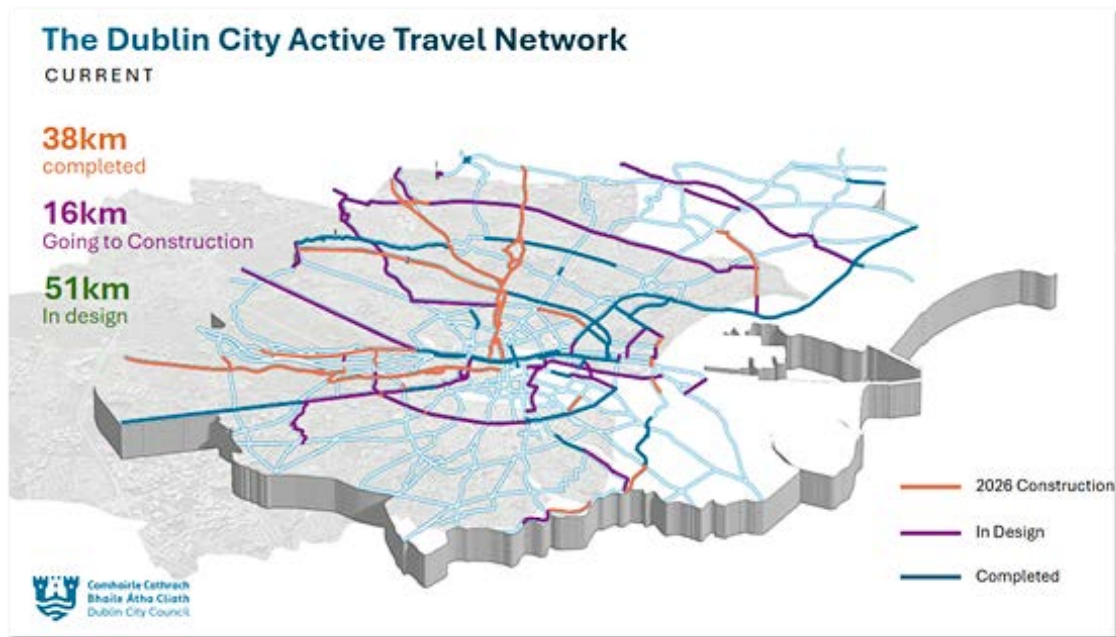 The Dublin City Active Travel Network
CURRENT
38km
completed
16km
Going to Construction
51km
In design
2026 Construction
In Design
Completed
Comhairle Cathrach
Bhaile Átha Cliath
Dublin City Council